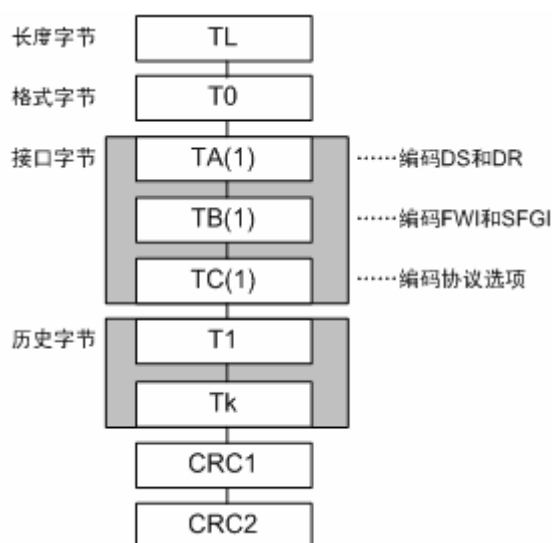 长度字节 TL
格式字节 T0
接口字节 TA(1) ……编码DS和DR
TB(1) ……编码FWI和SFGI
TC(1) ……编码协议选项
历史字节 T1
Tk
CRC1
CRC2